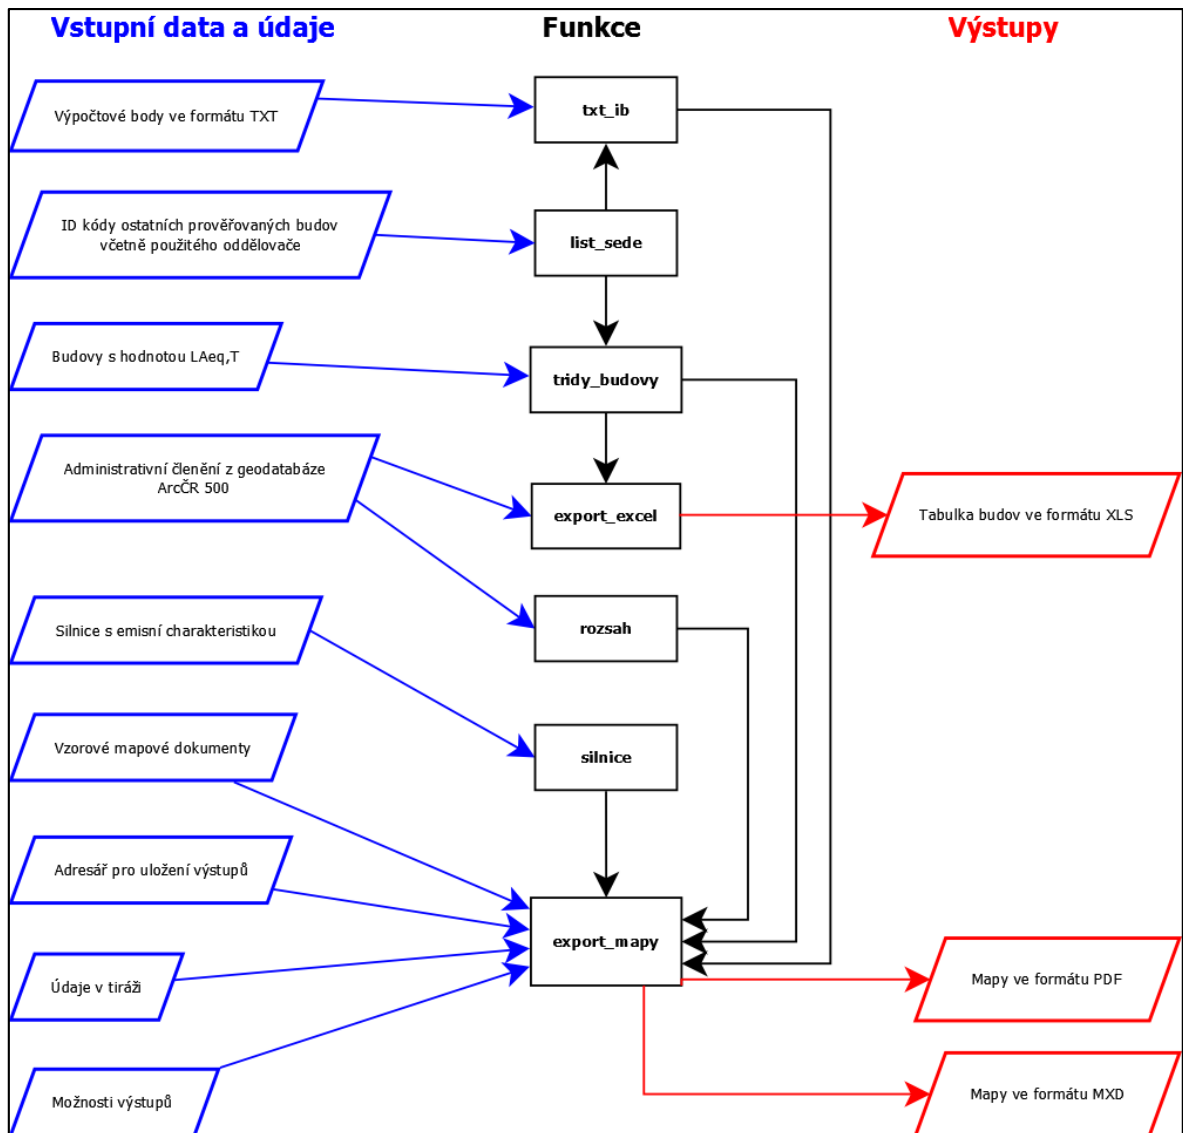 Vstupní data a údaje
Funkce
Výstupy
Výpočtové body ve formátu TXT
txt_ib
ID kódy ostatních prověřovaných budov
včetně použitého oddělovače
list_sede
Budovy s hodnotou LAeq,T
tridy_budovy
Administrativní členění z geodatabáze
ArcČR 500
export_excel
Tabulka budov ve formátu XLS
Silnice s emisní charakteristikou
rozsah
Vzorové mapové dokumenty
silnice
Adresář pro uložení výstupů
export_mapy
Údaje v tiráži
Mapy ve formátu PDF
Možnosti výstupů
Mapy ve formátu MXD